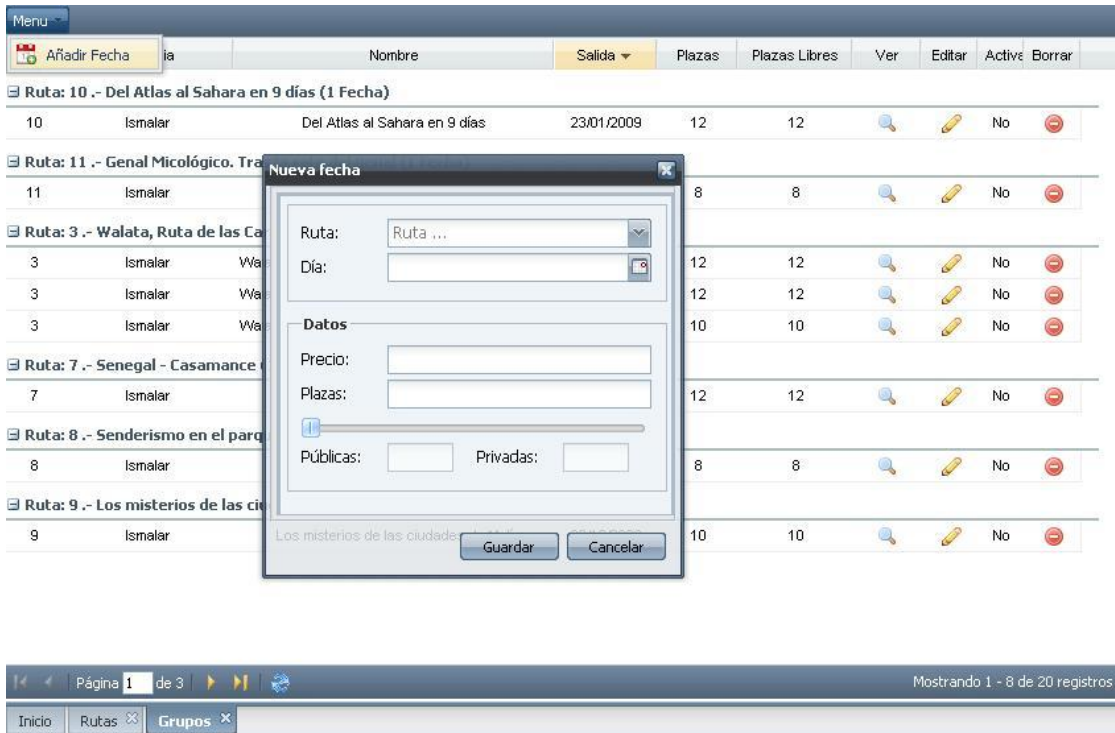 Menu
Añadir Fecha ia Nombre Salida Plazas Plazas Libres Ver Editar Activa Borrar
Ruta: 10 .- Del Atlas al Sahara en 9 días (1 Fecha)
10 Ismalar Del Atlas al Sahara en 9 días 23/01/2009 12 12 No
Ruta: 11 .- Genal Micológico. Tra
11 Ismalar 8 8 No
Ruta: 3 .- Walata, Ruta de las Ca
3 Ismalar Wa 12 12 No
3 Ismalar Wa 12 12 No
3 Ismalar Wa 10 10 No
Ruta: 7 .- Senegal - Casamance
7 Ismalar 12 12 No
Ruta: 8 .- Senderismo en el parq
8 Ismalar 8 8 No
Ruta: 9 .- Los misterios de las ciu
9 Ismalar Los misterios de las ciudades 10 10 No
Nueva fecha
Ruta: Ruta ...
Día:
Datos
Precio:
Plazas:
Públicas: Privadas:
Guardar Cancelar
Página 1 de 3 Mostrando 1 - 8 de 20 registros
Inicio Rutas Grupos